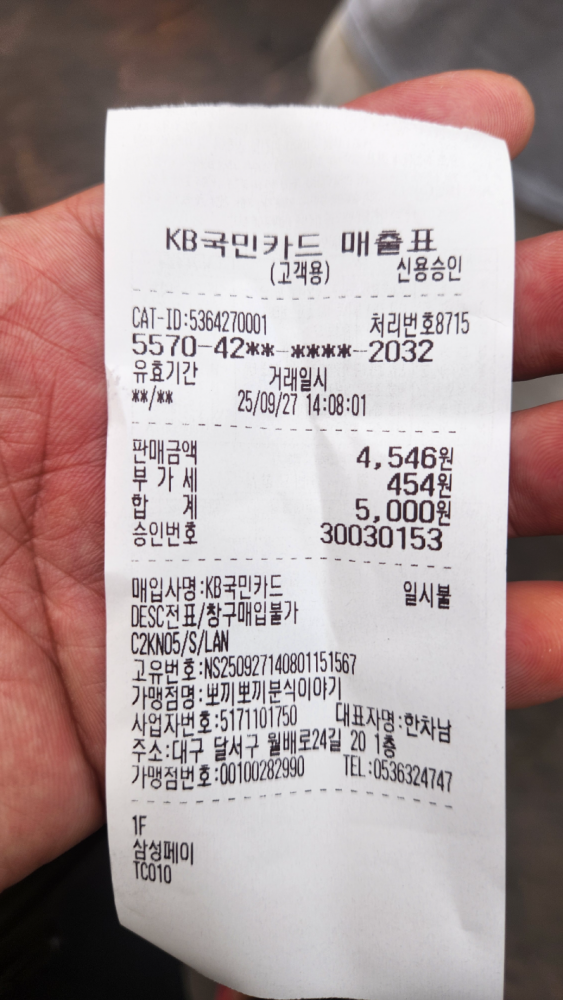 KB국민카드 매출표
(고객용) 신용승인
CAT-ID:5364270001 처리번호8715
5570-42**-****-2032
유효기간 거래일시
**/** 25/09/27 14:08:01
판매금액 4,546원
부 가 세 454원
합 계 5,000원
승인번호 30030153
매입사명:KB국민카드 일시불
DESC전표/창구매입불가
C2KN05/S/LAN
고유번호:NS250927140801151567
가맹점명:뽀끼뽀끼분식이야기
사업자번호:5171101750 대표자명:한차남
주소:대구 달서구 월배로24길 20 1층
가맹점번호:00100282990 TEL:0536324747
1F
삼성페이
TC010